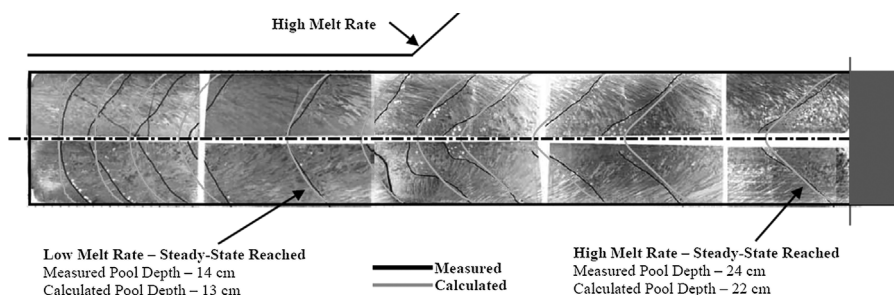 High Melt Rate
Low Melt Rate – Steady-State Reached
Measured Pool Depth – 14 cm
Calculated Pool Depth – 13 cm
Measured
Calculated
High Melt Rate – Steady-State Reached
Measured Pool Depth – 24 cm
Calculated Pool Depth – 22 cm